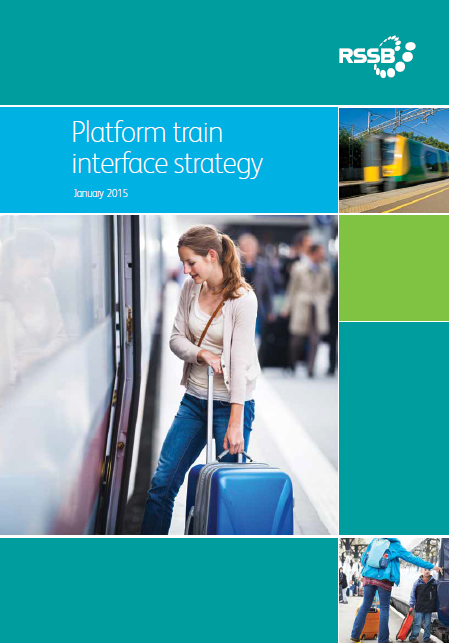 RSSB
Platform train
interface strategy
January 2015